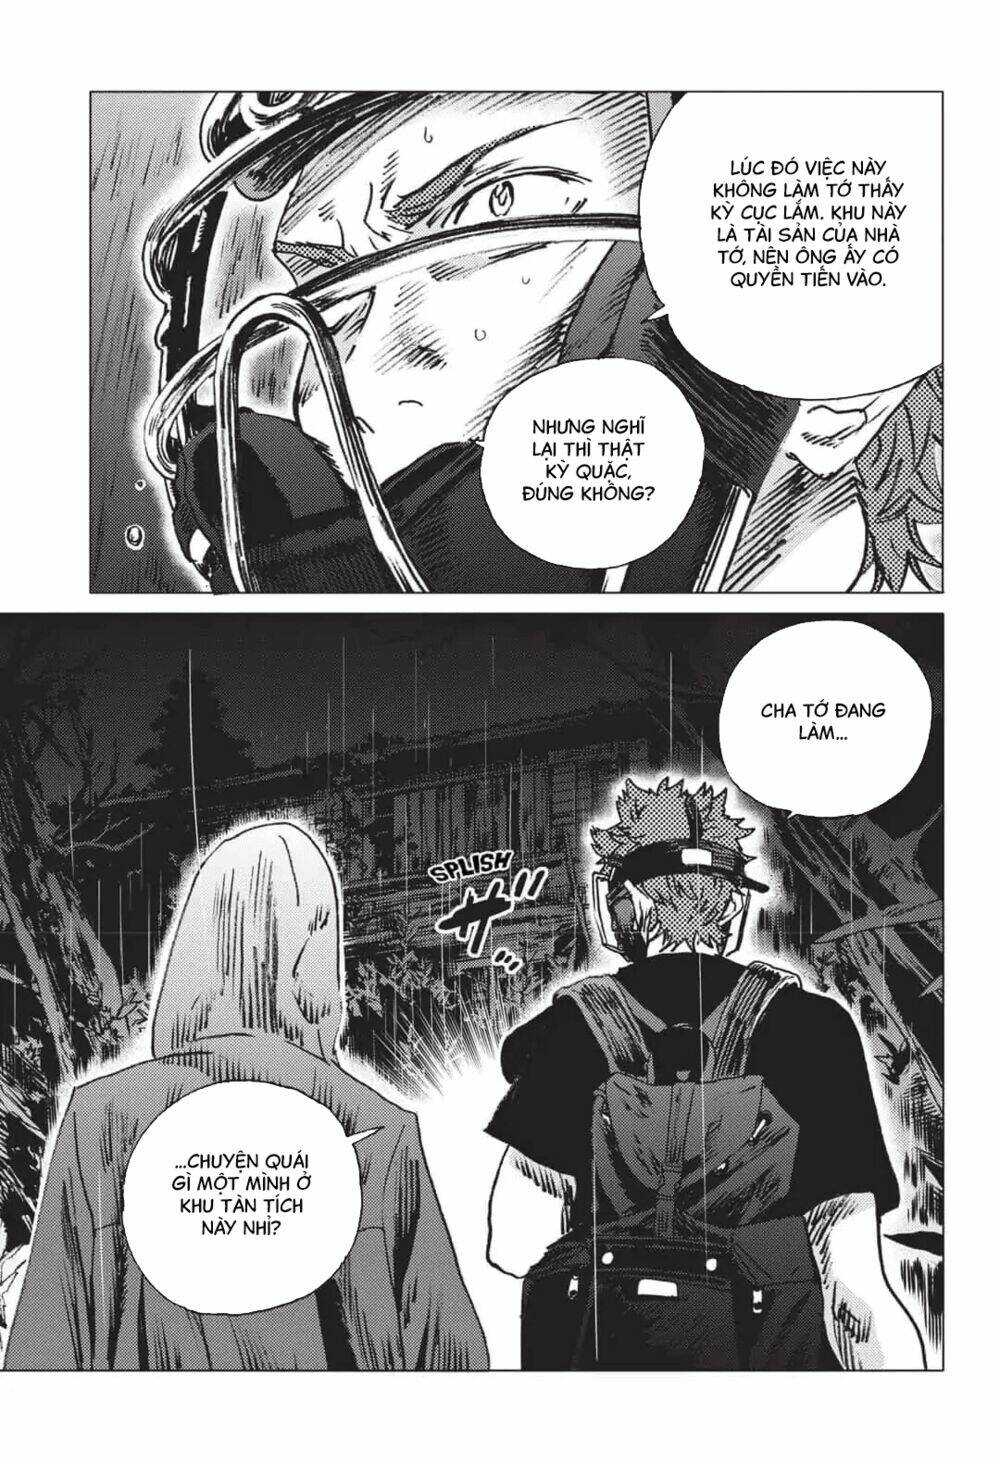 LÚC ĐÓ VIỆC NÀY
KHÔNG LÀM TỚ THẤY
KỲ CỤC LẮM. KHU NÀY
LÀ TÀI SẢN CỦA NHÀ
TỚ, NÊN ÔNG ẤY CÓ
QUYỀN TIẾN VÀO.
NHƯNG NGHĨ
LẠI THÌ THẬT
KỲ QUẶC,
ĐÚNG KHÔNG?
CHA TỚ ĐANG
LÀM...
SPLISH
ザ
...CHUYỆN QUÁI
GÌ MỘT MÌNH Ở
KHU TÀN TÍCH
NÀY NHỈ?